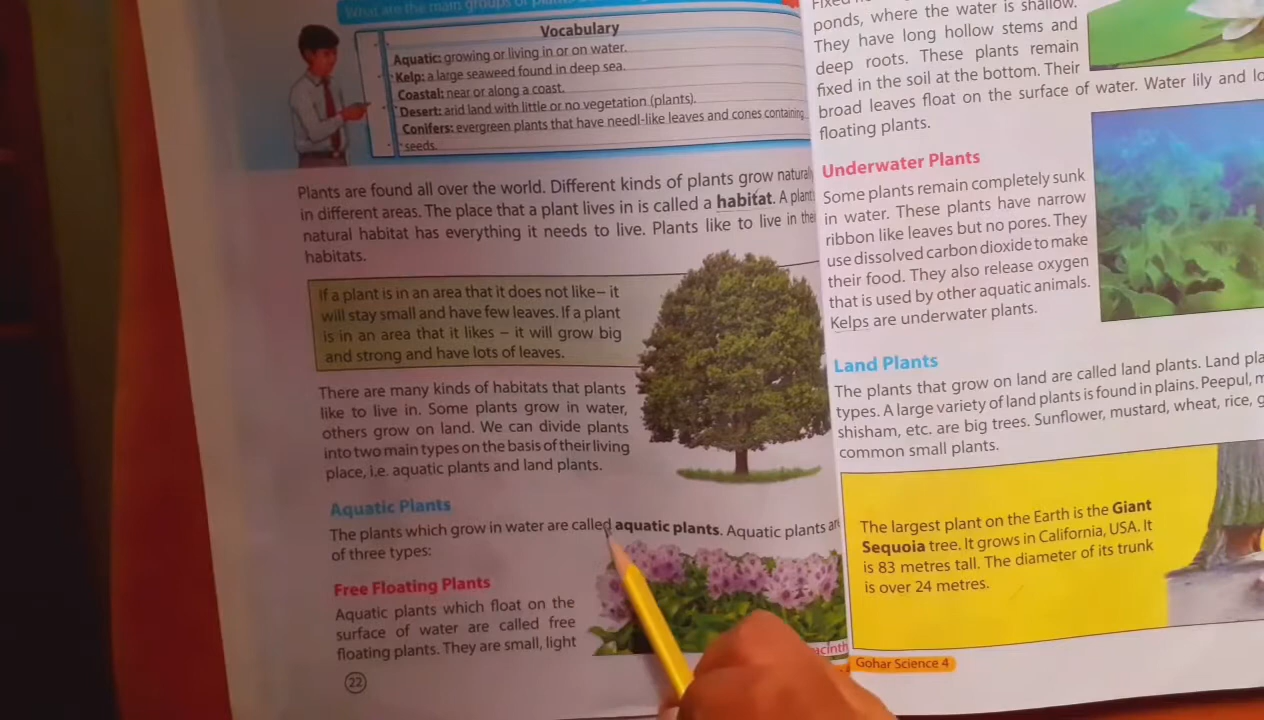 What are the main groups of plants
Vocabulary
Aquatic: growing or living in or on water.
Kelp: a large seaweed found in deep sea.
Coastal: near or along a coast.
Desert: arid land with little or no vegetation (plants).
Conifers: evergreen plants that have needl-like leaves and cones containing
seeds.
Plants are found all over the world. Different kinds of plants grow natural
in different areas. The place that a plant lives in is called a habitat. A plant
natural habitat has everything it needs to live. Plants like to live in the
habitats.
If a plant is in an area that it does not like– it
will stay small and have few leaves. If a plant
is in an area that it likes – it will grow big
and strong and have lots of leaves.
There are many kinds of habitats that plants
like to live in. Some plants grow in water,
others grow on land. We can divide plants
into two main types on the basis of their living
place, i.e. aquatic plants and land plants.
Aquatic Plants
The plants which grow in water are called aquatic plants. Aquatic plants are
of three types:
Free Floating Plants
Aquatic plants which float on the
surface of water are called free
floating plants. They are small, light
acinth
22
ponds, where the water is shallow.
They have long hollow stems and
deep roots. These plants remain
fixed in the soil at the bottom. Their
broad leaves float on the surface of water. Water lily and lo
floating plants.
Underwater Plants
Some plants remain completely sunk
in water. These plants have narrow
ribbon like leaves but no pores. They
use dissolved carbon dioxide to make
their food. They also release oxygen
that is used by other aquatic animals.
Kelps are underwater plants.
Land Plants
The plants that grow on land are called land plants. Land pla
types. A large variety of land plants is found in plains. Peepul, m
shisham, etc. are big trees. Sunflower, mustard, wheat, rice, g
common small plants.
The largest plant on the Earth is the Giant
Sequoia tree. It grows in California, USA. It
is 83 metres tall. The diameter of its trunk
is over 24 metres.
Gohar Science 4